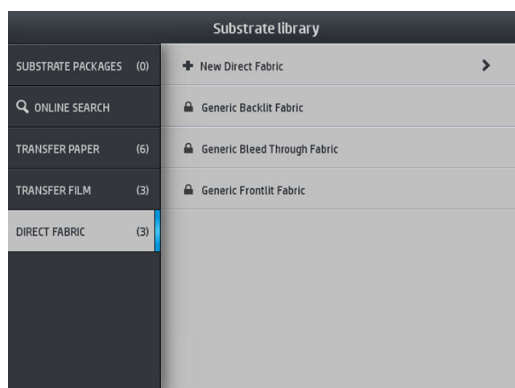 Substrate library
SUBSTRATE PACKAGES (0)
ONLINE SEARCH
TRANSFER PAPER (6)
TRANSFER FILM (3)
DIRECT FABRIC (3)
New Direct Fabric
Generic Backlit Fabric
Generic Bleed Through Fabric
Generic Frontlit Fabric